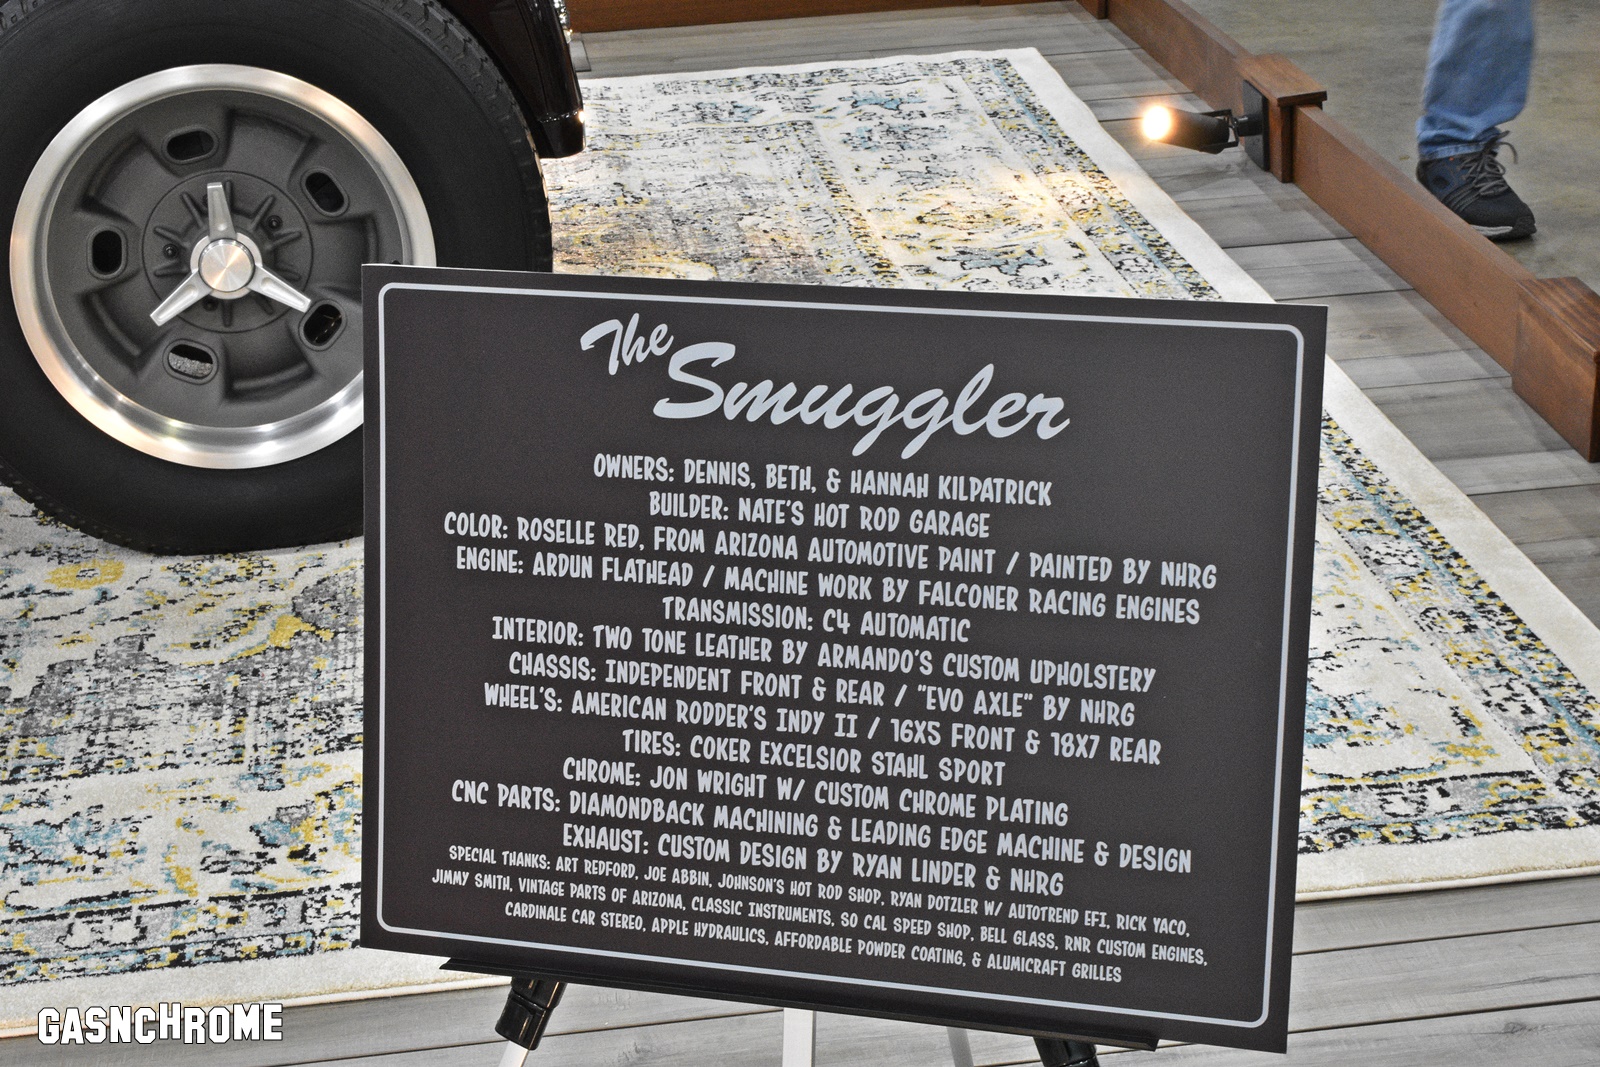 The
Smuggler
OWNERS: DENNIS, BETH, & HANNAH KILPATRICK
BUILDER: NATE'S HOT ROD GARAGE
COLOR: ROSELLE RED, FROM ARIZONA AUTOMOTIVE PAINT / PAINTED BY NHRG
ENGINE: ARDUN FLATHEAD / MACHINE WORK BY FALCONER RACING ENGINES
TRANSMISSION: C4 AUTOMATIC
INTERIOR: TWO TONE LEATHER BY ARMANDO'S CUSTOM UPHOLSTERY
CHASSIS: INDEPENDENT FRONT & REAR / "EVO AXLE" BY NHRG
WHEEL'S: AMERICAN RODDER'S INDY II / 16X5 FRONT & 18X7 REAR
TIRES: COKER EXCELSIOR STAHL SPORT
CHROME: JON WRIGHT W/ CUSTOM CHROME PLATING
CNC PARTS: DIAMONDBACK MACHINING & LEADING EDGE MACHINE & DESIGN
EXHAUST: CUSTOM DESIGN BY RYAN LINDER & NHRG
SPECIAL THANKS: ART REDFORD, JOE ABBIN, JOHNSON'S HOT ROD SHOP, RYAN DOTZLER W/ AUTOTREND EFI, RICK YACO,
JIMMY SMITH, VINTAGE PARTS OF ARIZONA, CLASSIC INSTRUMENTS, SO CAL SPEED SHOP, BELL GLASS, RNR CUSTOM ENGINES,
CARDINALE CAR STEREO, APPLE HYDRAULICS, AFFORDABLE POWDER COATING, & ALUMICRAFT GRILLES
GASNCHROME